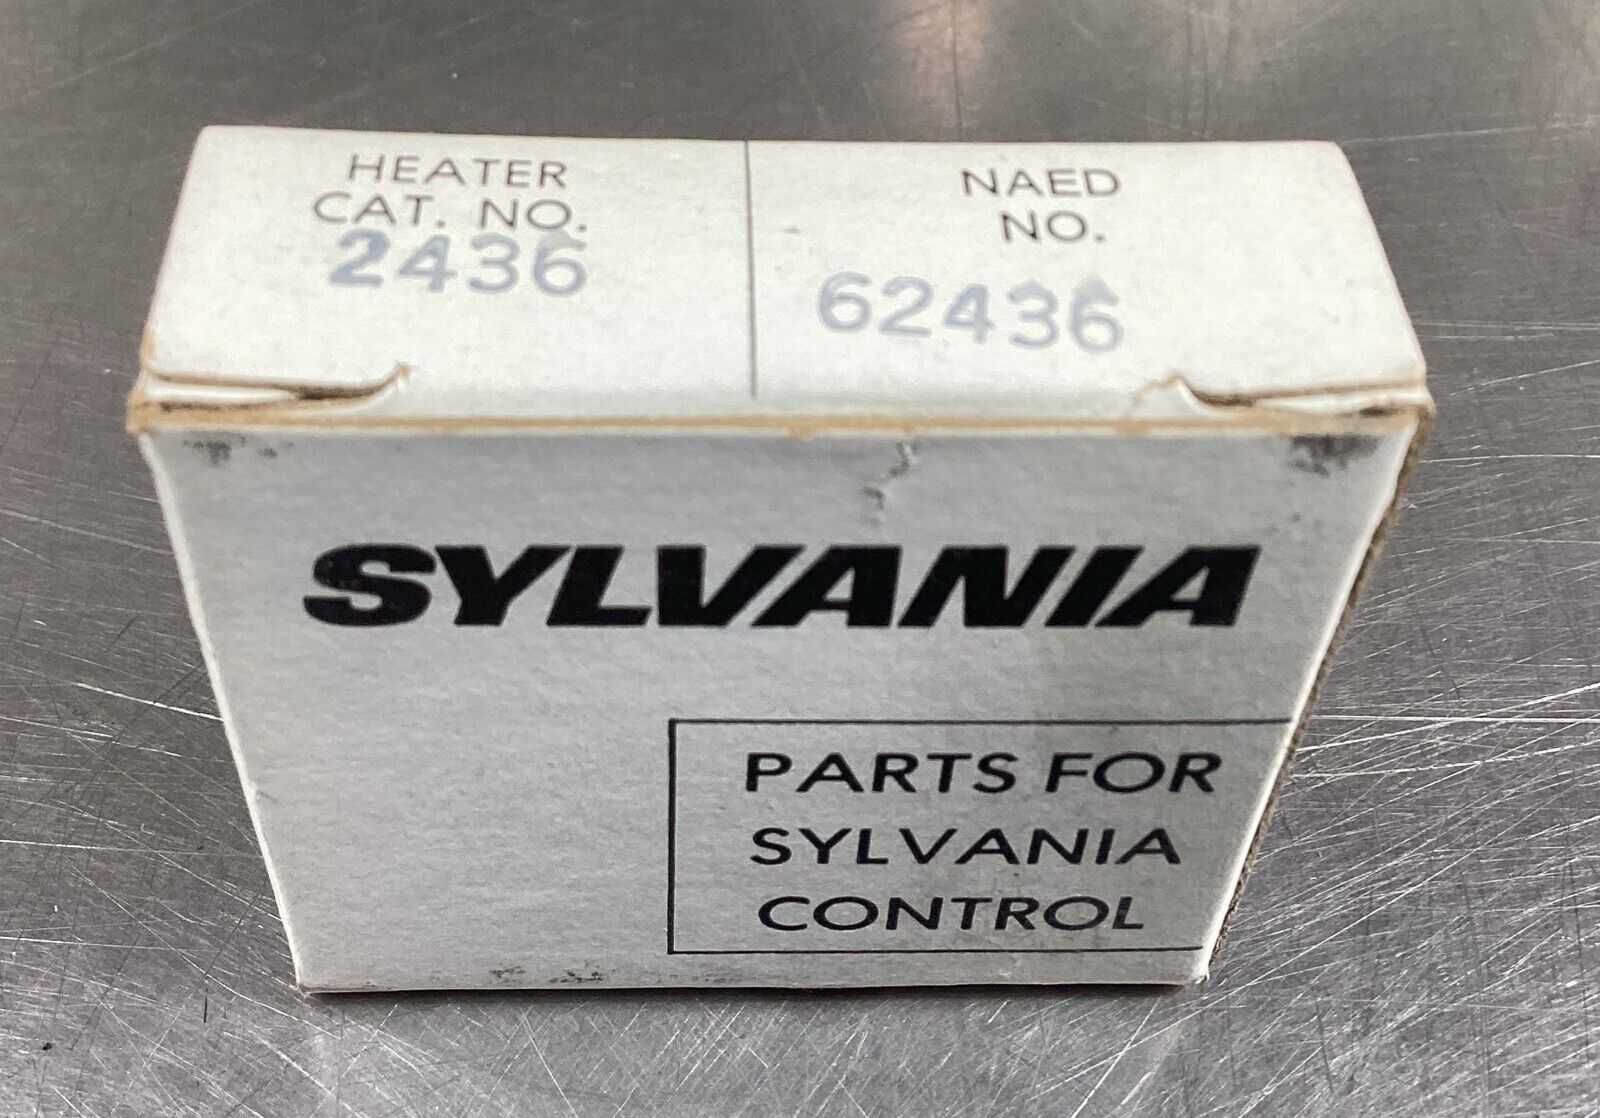 HEATER
CAT. NO.
2436
NAED
NO.
62436
SYLVANIA
PARTS FOR
SYLVANIA
CONTROL